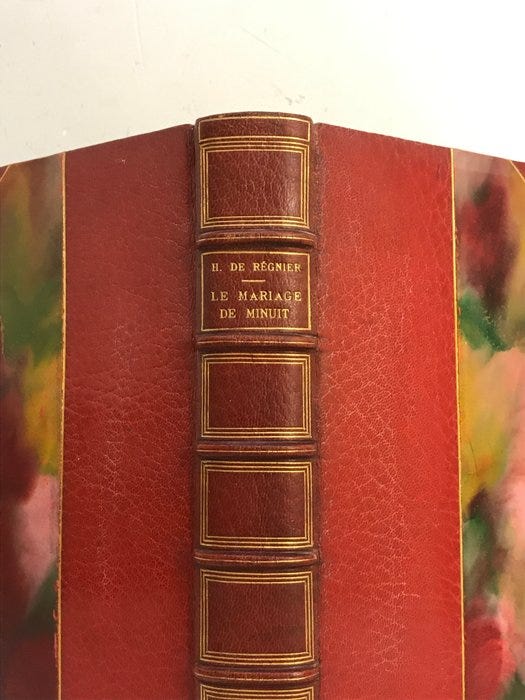 H. DE RÉGNIER
LE MARIAGE
DE MINUIT